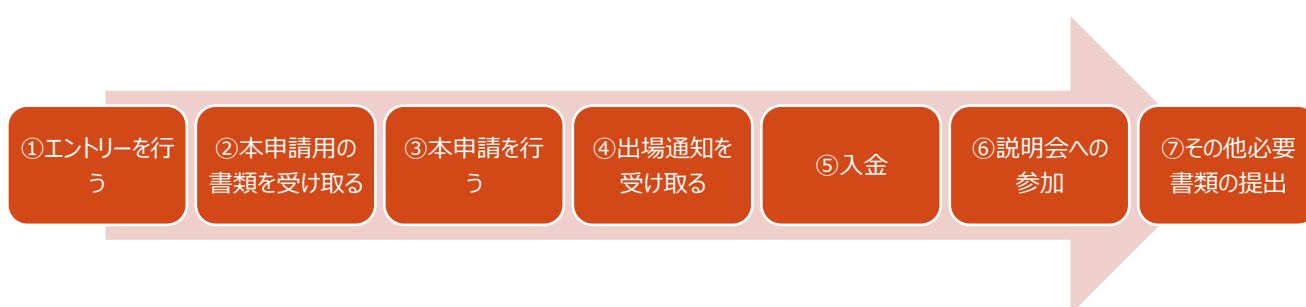 ①エントリーを行
う
②本申請用の
書類を受け取る
③本申請を行
う
④出場通知を
受け取る
⑤入金
⑥説明会への
参加
⑦その他必要
書類の提出